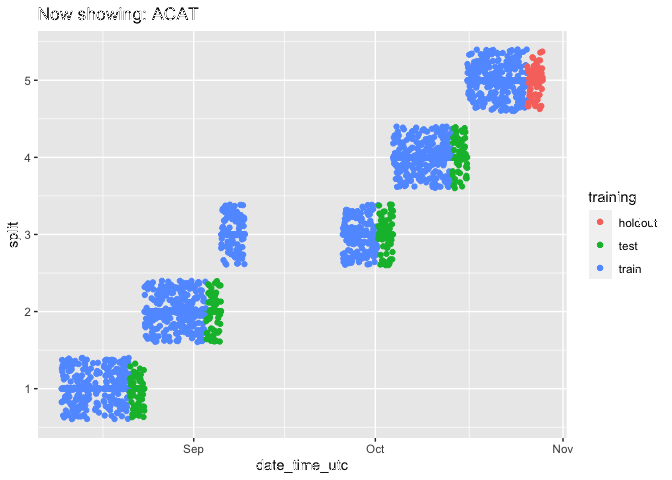 Now showing: ACAT
5
4
3
2
1
split
Sep
Oct
Nov
date_time_utc
training
holdout
test
train